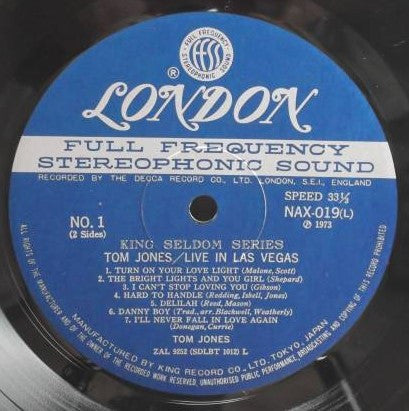 FULL FREQUENCY
FFSS
STEREOPHONIC SOUND
®
LONDON
FULL FREQUENCY
STEREOPHONIC SOUND
RECORDED BY THE DECCA RECORD CO., LTD. LONDON, S.E.I., ENGLAND
SPEED 33⅓
NO. 1
(2 Sides)
NAX-019(L)
Ⓟ 1973
KING SELDOM SERIES
TOM JONES/LIVE IN LAS VEGAS
1. TURN ON YOUR LOVE LIGHT (Malone, Scott)
2. THE BRIGHT LIGHTS AND YOU GIRL (Shepard)
3. I CAN'T STOP LOVING YOU (Gibson)
4. HARD TO HANDLE (Redding, Isbell, Jones)
5. DELILAH (Reed, Mason)
6. DANNY BOY (Trad., arr. Blackwell, Weatherly)
7. I'LL NEVER FALL IN LOVE AGAIN
(Donegan, Currie)
TOM JONES
ZAL 9252 (SDLBT 1012) L
MANUFACTURED BY KING RECORD CO., LTD. TOKYO, JAPAN
ALL RIGHTS OF THE MANUFACTURER AND OF THE OWNER OF THE RECORDED WORK RESERVED. UNAUTHORISED PUBLIC PERFORMANCE, BROADCASTING AND COPYING OF THIS RECORD PROHIBITED